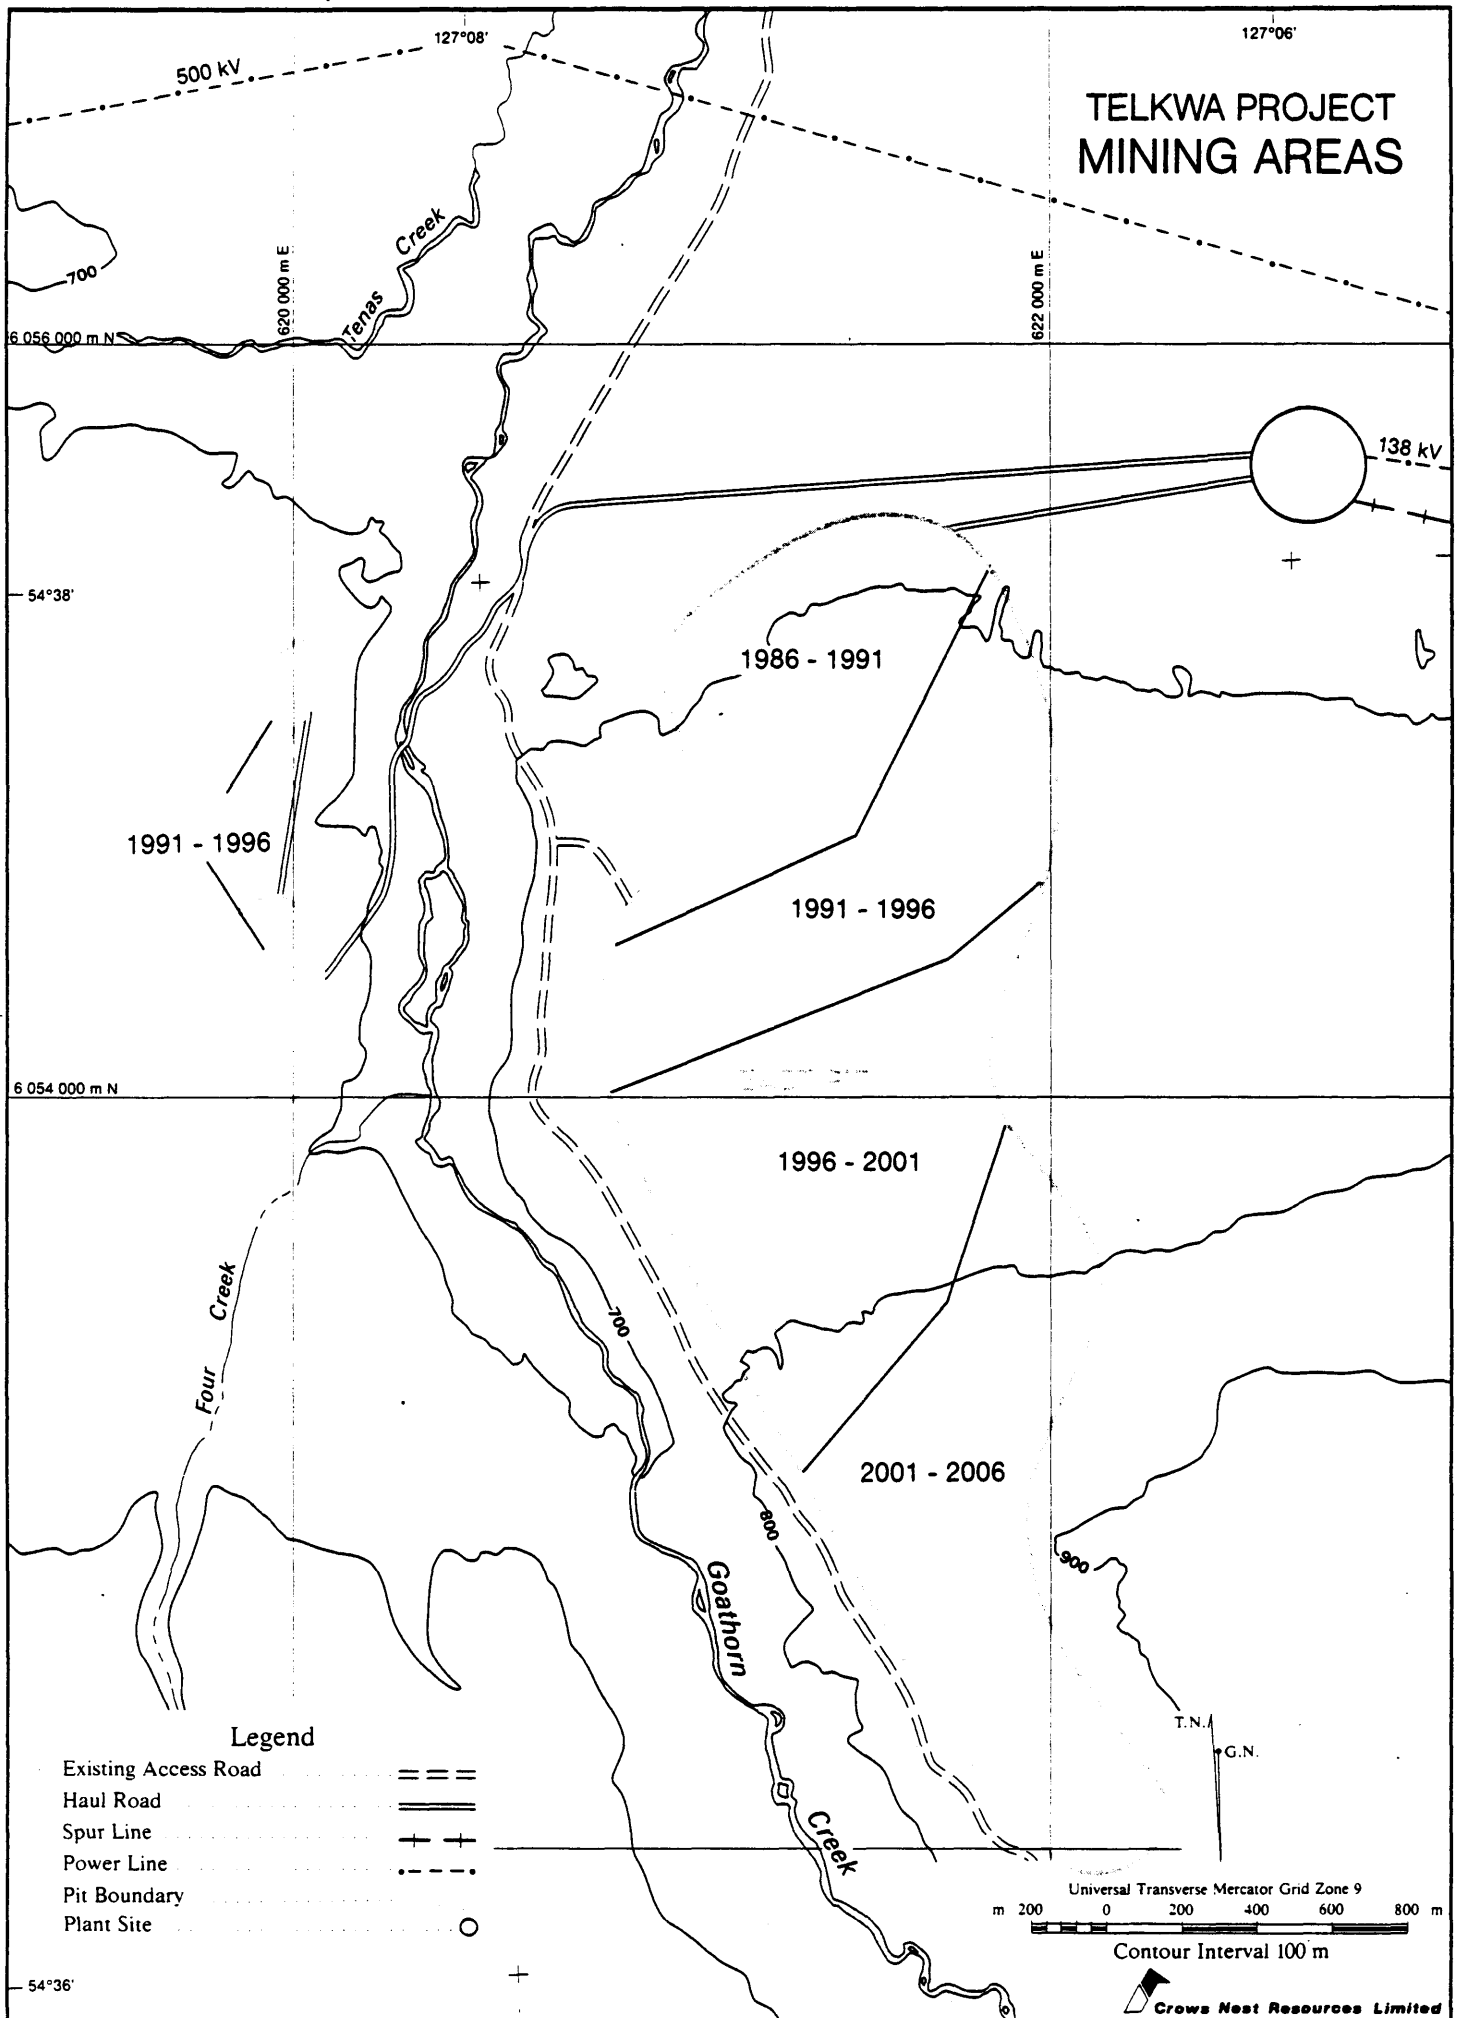 127°08'
127°06'
500 kV
TELKWA PROJECT
MINING AREAS
Tenas Creek
700
620 000 m E
622 000 m E
6 056 000 m N
138 kV
54°38'
1986 - 1991
1991 - 1996
1991 - 1996
6 054 000 m N
1996 - 2001
Four Creek
700
2001 - 2006
800
900
Goathorn Creek
T.N.
G.N.
Legend
Existing Access Road
Haul Road
Spur Line
Power Line
Pit Boundary
Plant Site
Universal Transverse Mercator Grid Zone 9
m 200 0 200 400 600 800 m
Contour Interval 100 m
54°36'
Crows Nest Resources Limited